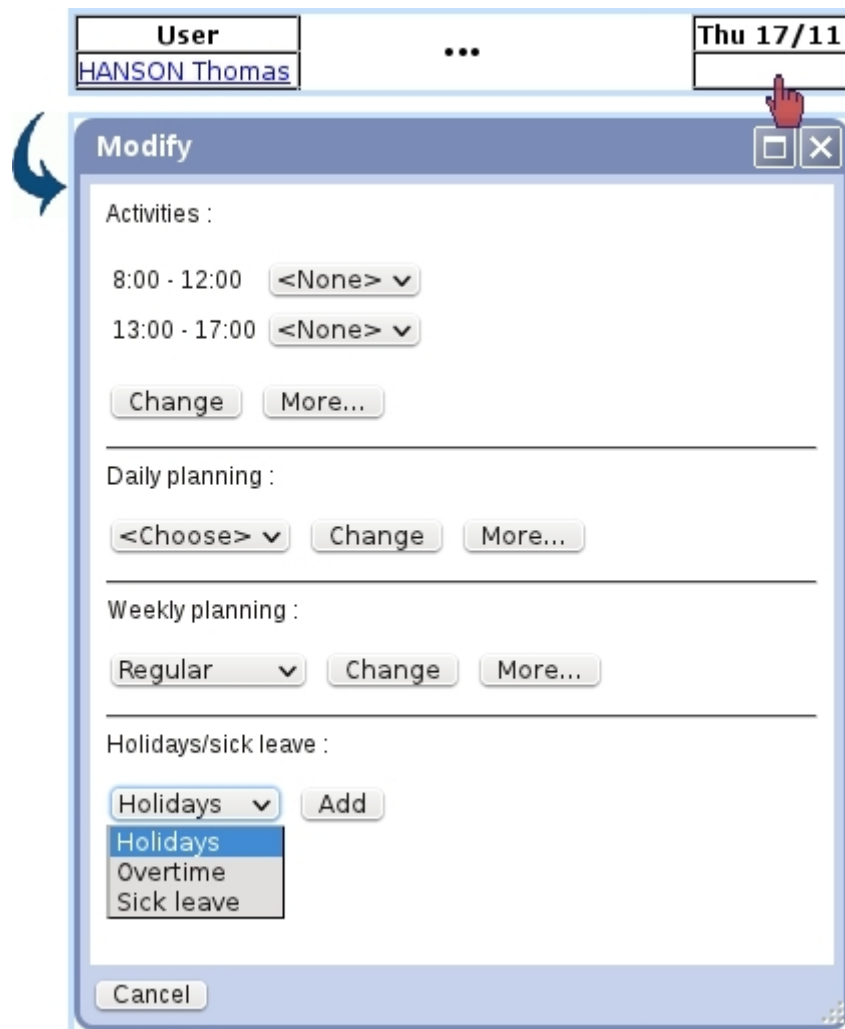 User ... Thu 17/11
HANSON Thomas
Modify
Activities :
8:00 - 12:00 <None>
13:00 - 17:00 <None>
Change More...
Daily planning :
<Choose> Change More...
Weekly planning :
Regular Change More...
Holidays/sick leave :
Holidays Add
Holidays
Overtime
Sick leave
Cancel